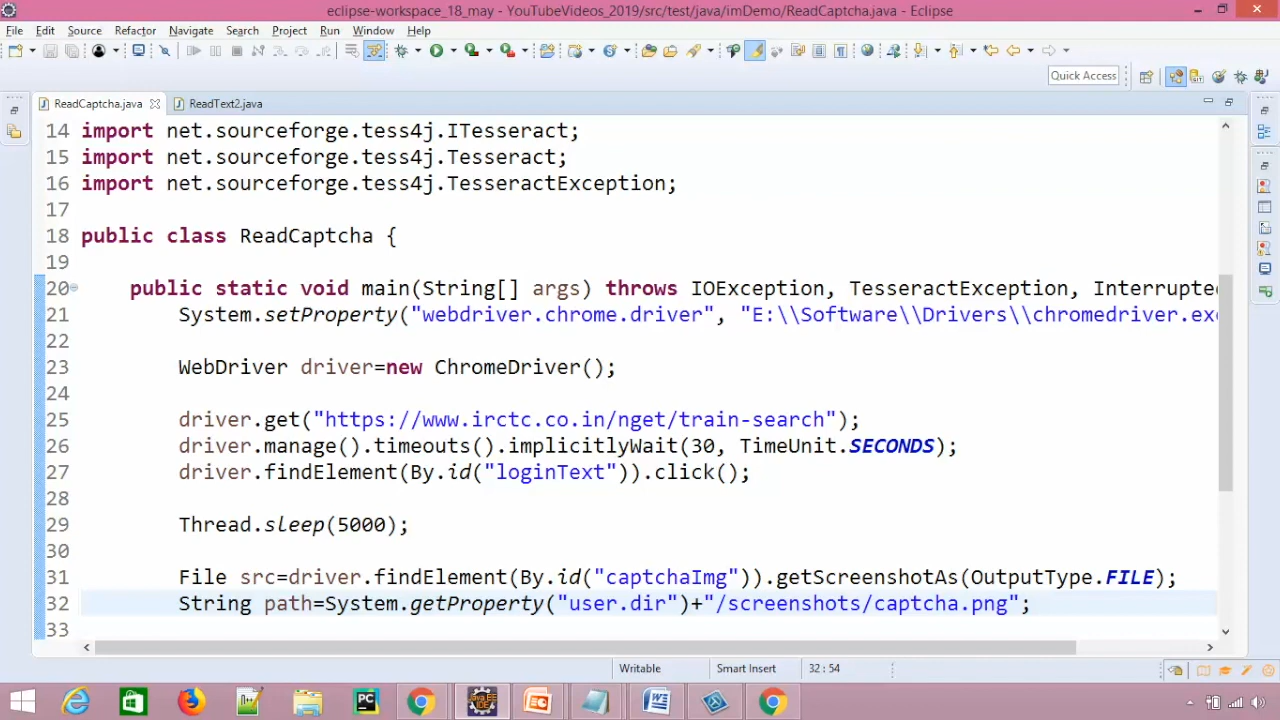 eclipse-workspace_18_may - YouTubeVideos_2019/src/test/java/imDemo/ReadCaptcha.java - Eclipse
File Edit Source Refactor Navigate Search Project Run Window Help
Quick Access
ReadCaptcha.java ReadText2.java
14 import net.sourceforge.tess4j.ITesseract;
15 import net.sourceforge.tess4j.Tesseract;
16 import net.sourceforge.tess4j.TesseractException;
17
18 public class ReadCaptcha {
19
20 public static void main(String[] args) throws IOException, TesseractException, Interrupte
21 System.setProperty("webdriver.chrome.driver", "E:\\Software\\Drivers\\chromedriver.ex
22
23 WebDriver driver=new ChromeDriver();
24
25 driver.get("https://www.irctc.co.in/nget/train-search");
26 driver.manage().timeouts().implicitlyWait(30, TimeUnit.SECONDS);
27 driver.findElement(By.id("loginText")).click();
28
29 Thread.sleep(5000);
30
31 File src=driver.findElement(By.id("captchaImg")).getScreenshotAs(OutputType.FILE);
32 String path=System.getProperty("user.dir")+"/screenshots/captcha.png";
33
Writable Smart Insert 32 : 54